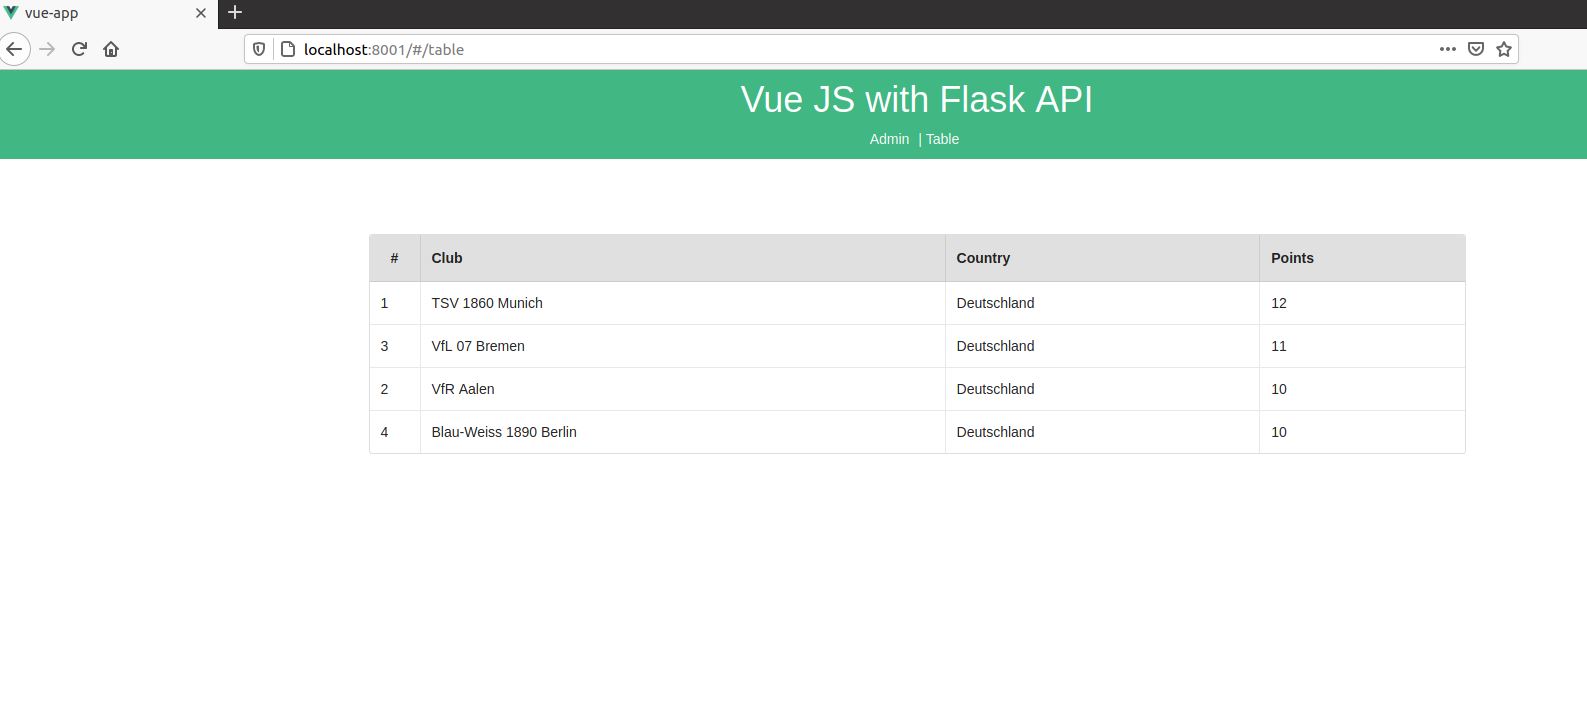 vue-app
localhost:8001/#/table
Vue JS with Flask API
Admin | Table
# Club Country Points
1 TSV 1860 Munich Deutschland 12
3 VfL 07 Bremen Deutschland 11
2 VfR Aalen Deutschland 10
4 Blau-Weiss 1890 Berlin Deutschland 10